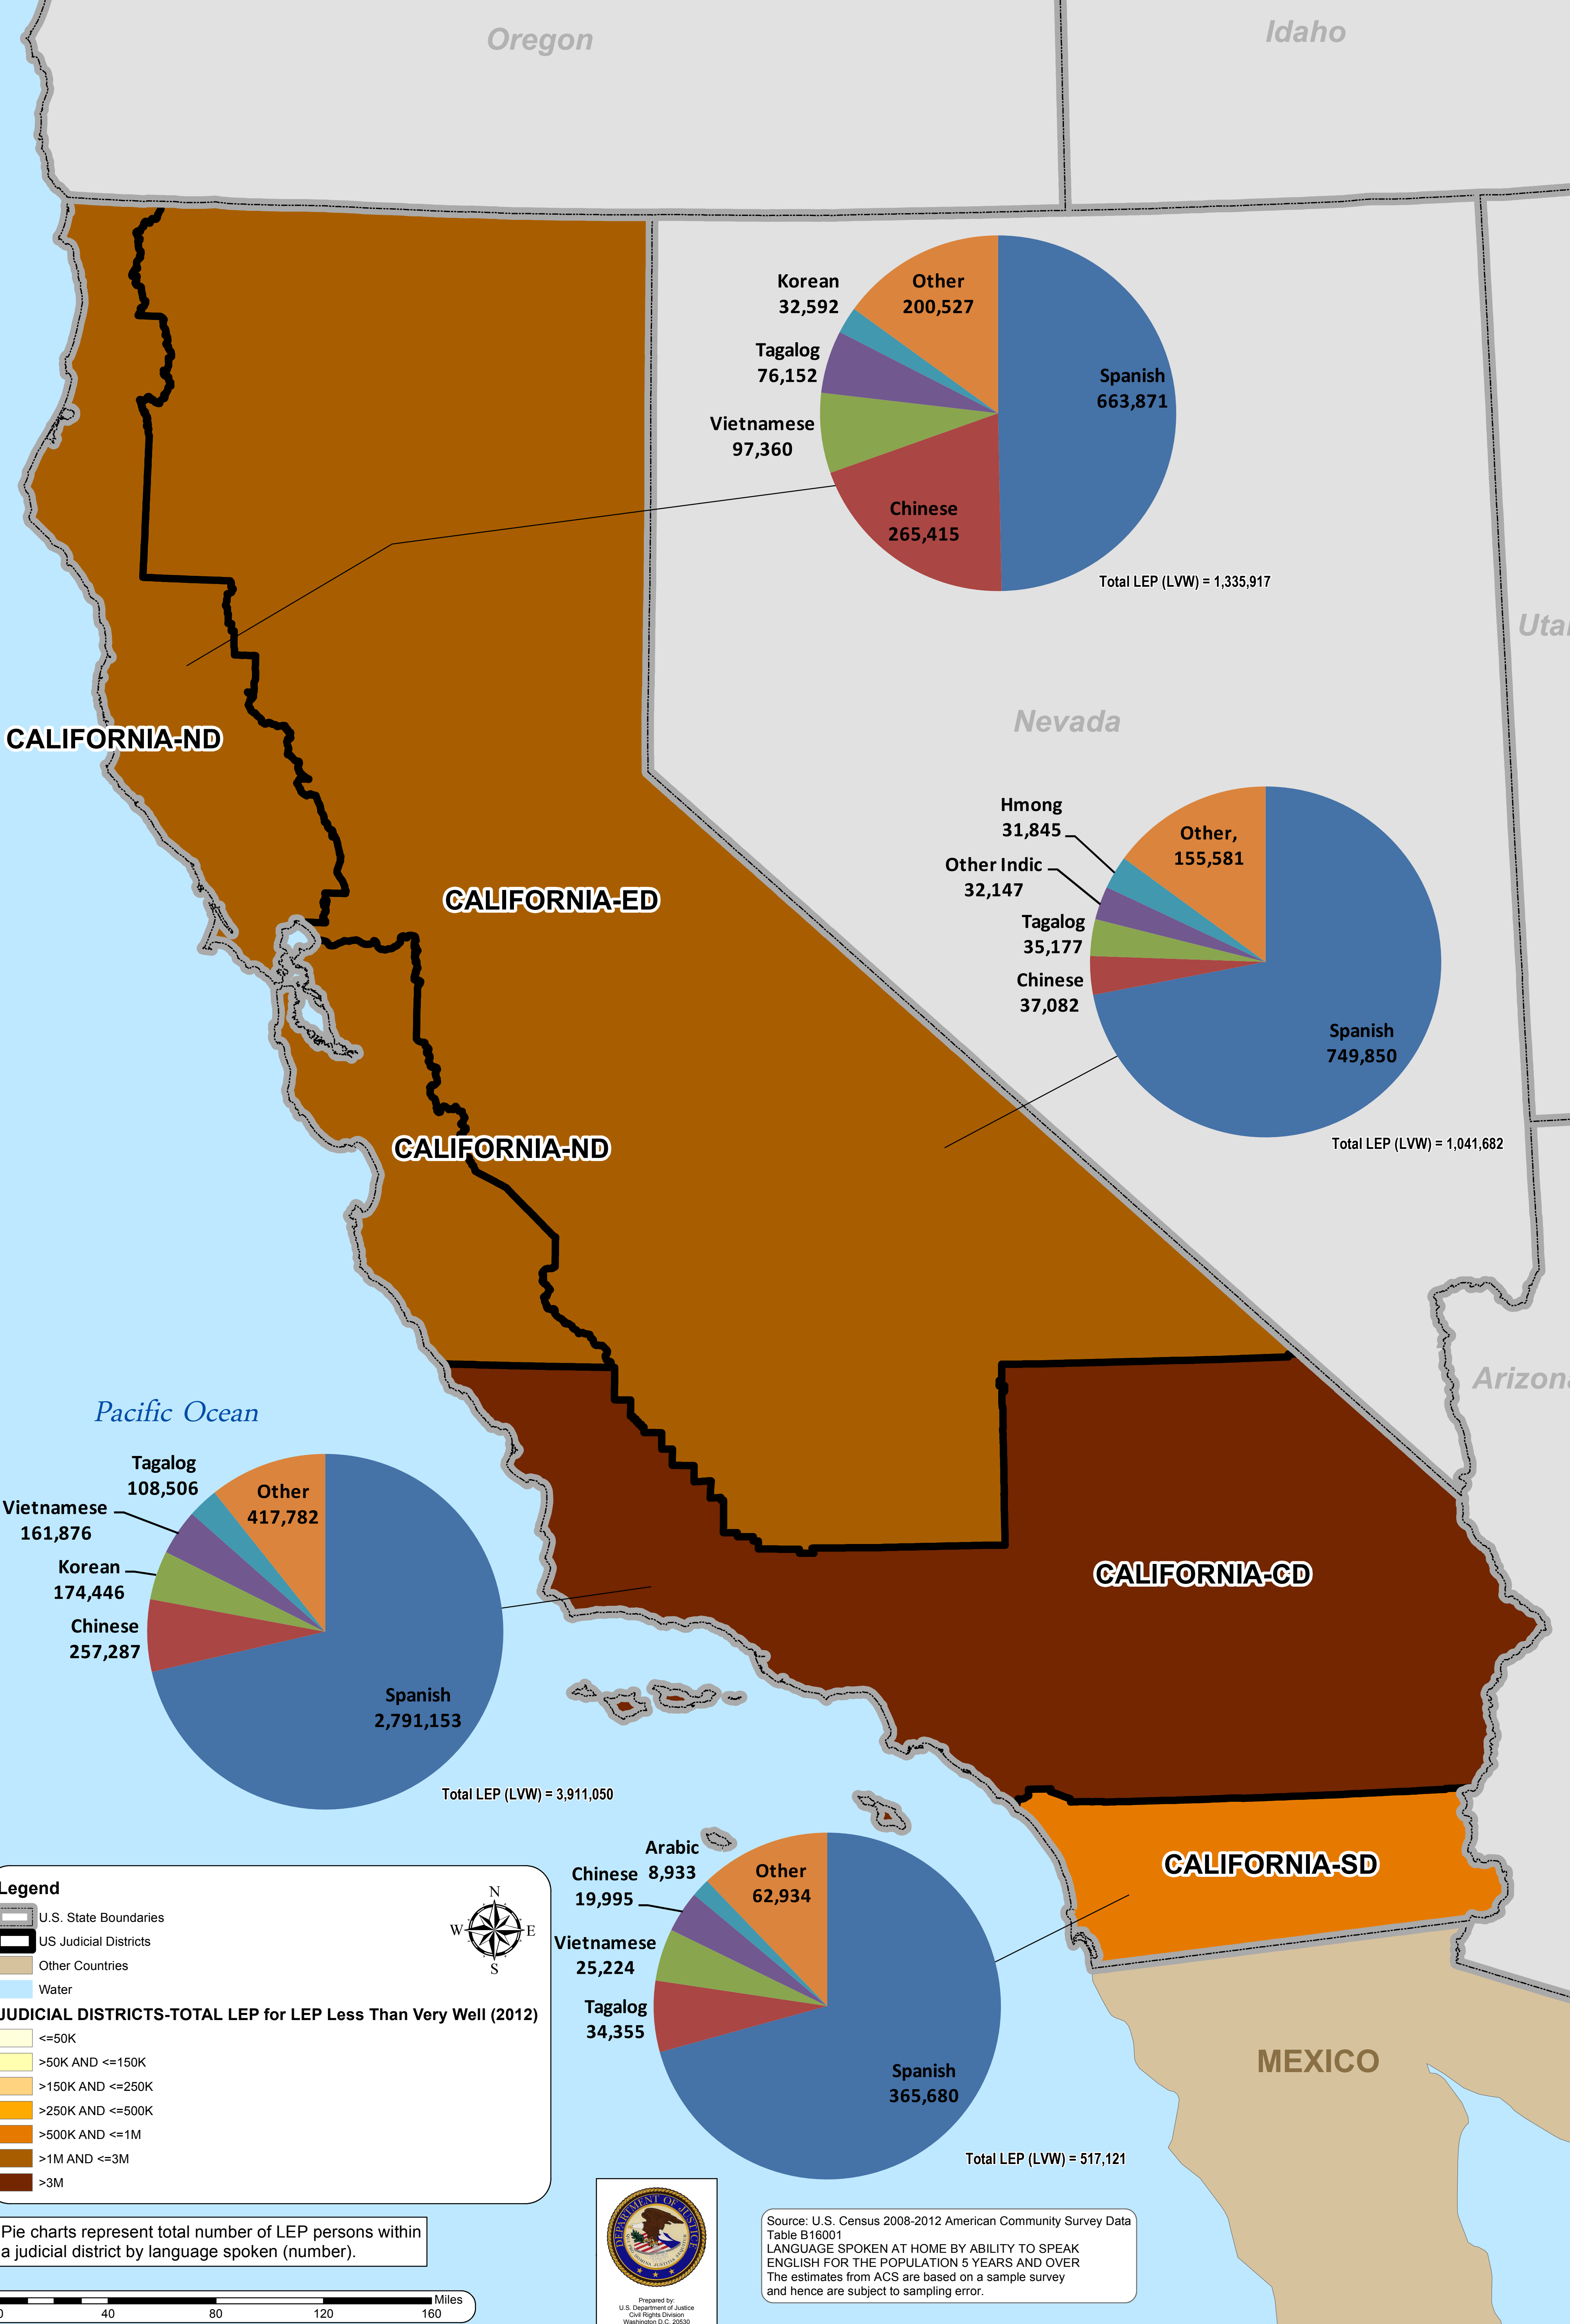 Oregon
Idaho
Korean
32,592
Other
200,527
Tagalog
76,152
Spanish
663,871
Vietnamese
97,360
Chinese
265,415
Total LEP (LVW) = 1,335,917
Nevada
CALIFORNIA-ND
Hmong
31,845
Other,
155,581
Other Indic
32,147
Tagalog
35,177
Chinese
37,082
Spanish
749,850
Total LEP (LVW) = 1,041,682
CALIFORNIA-ED
CALIFORNIA-ND
Pacific Ocean
Tagalog
108,506
Other
417,782
Vietnamese
161,876
Korean
174,446
Chinese
257,287
Spanish
2,791,153
Total LEP (LVW) = 3,911,050
CALIFORNIA-CD
CALIFORNIA-SD
Arabic
8,933
Other
62,934
Chinese
19,995
Vietnamese
25,224
Tagalog
34,355
Spanish
365,680
Total LEP (LVW) = 517,121
MEXICO
Legend
U.S. State Boundaries
US Judicial Districts
Other Countries
Water
N
W
E
S
JUDICIAL DISTRICTS-TOTAL LEP for LEP Less Than Very Well (2012)
<=50K
>50K AND <=150K
>150K AND <=250K
>250K AND <=500K
>500K AND <=1M
>1M AND <=3M
>3M
Pie charts represent total number of LEP persons within
a judicial district by language spoken (number).
Miles
0 40 80 120 160
DEPARTMENT OF JUSTICE
Prepared by:
U.S. Department of Justice
Civil Rights Division
Washington D.C. 20530
Source: U.S. Census 2008-2012 American Community Survey Data
Table B16001
LANGUAGE SPOKEN AT HOME BY ABILITY TO SPEAK
ENGLISH FOR THE POPULATION 5 YEARS AND OVER
The estimates from ACS are based on a sample survey
and hence are subject to sampling error.